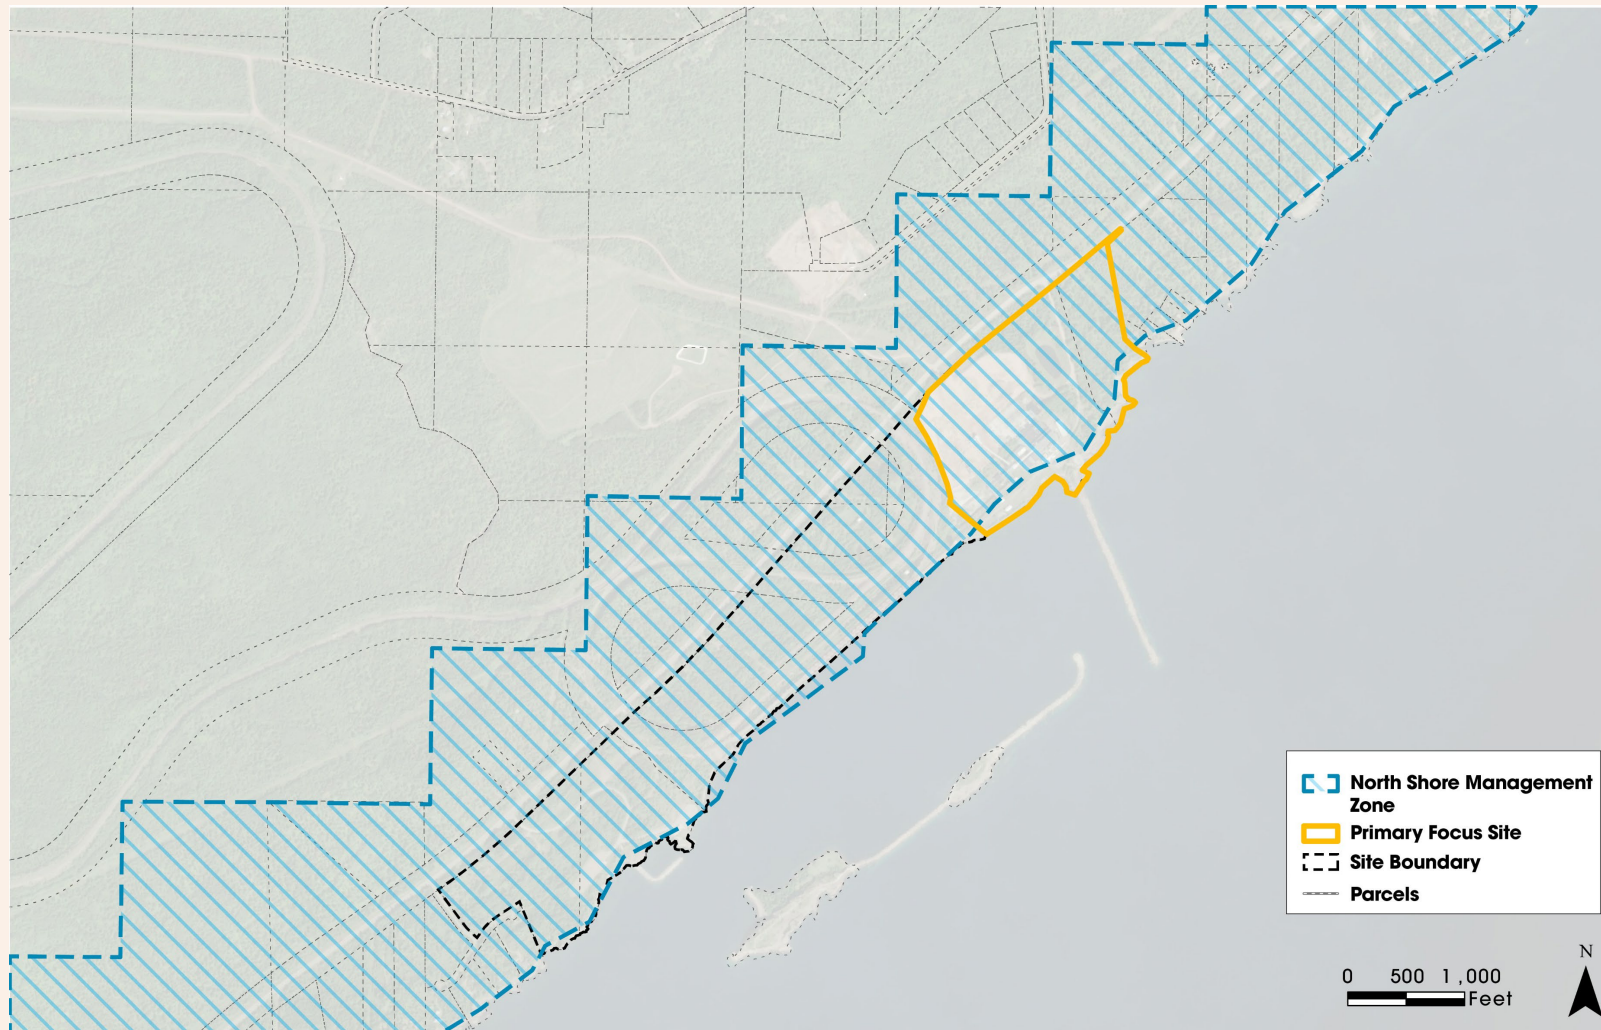 North Shore Management
Zone
Primary Focus Site
Site Boundary
Parcels
N
0 500 1,000
Feet